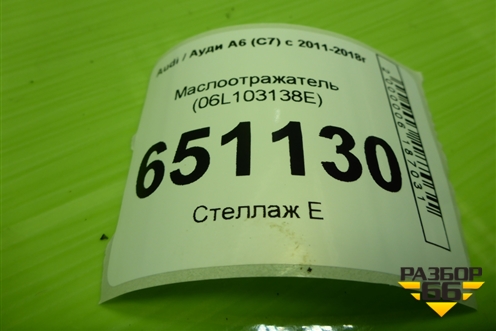 Audi / Ауди А6 (С7) с 2011-2018г
Маслоотражатель
(06L103138E)
651130
Стеллаж Е
РАЗБОР
66